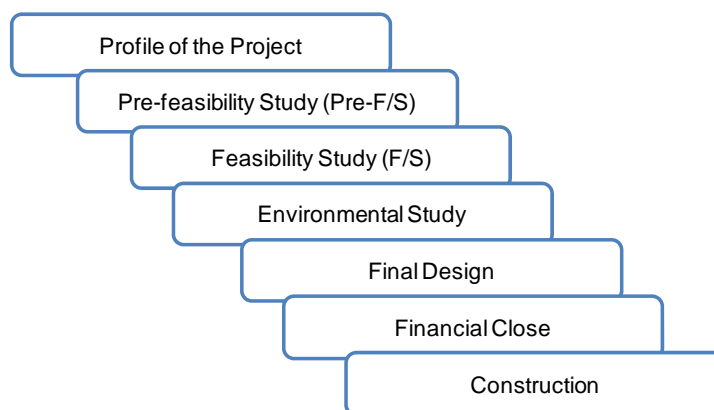 Profile of the Project
Pre-feasibility Study (Pre-F/S)
Feasibility Study (F/S)
Environmental Study
Final Design
Financial Close
Construction